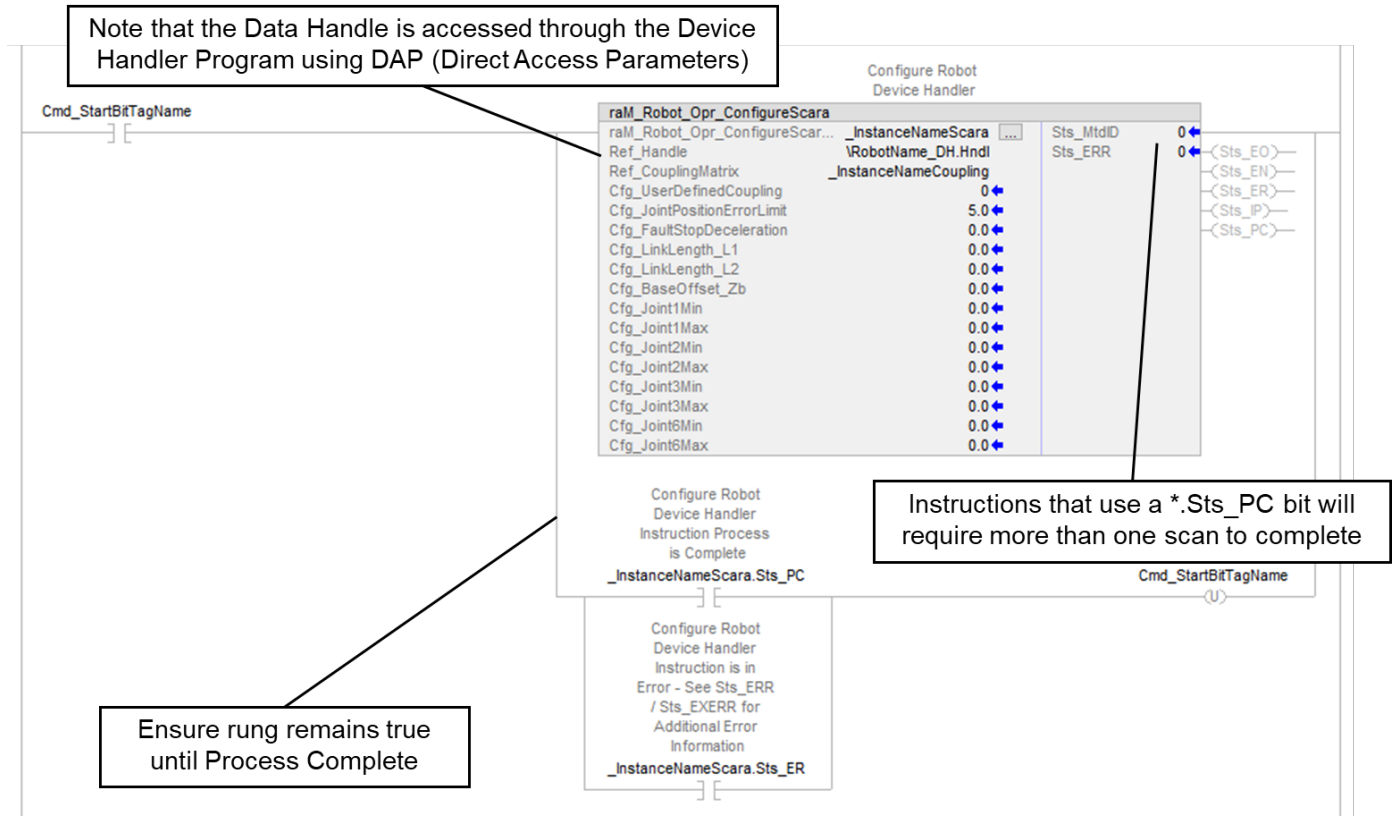 Note that the Data Handle is accessed through the Device
Handler Program using DAP (Direct Access Parameters)
Configure Robot
Device Handler
Cmd_StartBitTagName
raM_Robot_Opr_ConfigureScara
raM_Robot_Opr_ConfigureScar... _InstanceNameScara ... Sts_MtdID 0
Ref_Handle \RobotName_DH.Hndl Sts_ERR 0 (Sts_EO)
Ref_CouplingMatrix _InstanceNameCoupling (Sts_EN)
Cfg_UserDefinedCoupling 0 (Sts_ER)
Cfg_JointPositionErrorLimit 5.0 (Sts_IP)
Cfg_FaultStopDeceleration 0.0 (Sts_PC)
Cfg_LinkLength_L1 0.0
Cfg_LinkLength_L2 0.0
Cfg_BaseOffset_Zb 0.0
Cfg_Joint1Min 0.0
Cfg_Joint1Max 0.0
Cfg_Joint2Min 0.0
Cfg_Joint2Max 0.0
Cfg_Joint3Min 0.0
Cfg_Joint3Max 0.0
Cfg_Joint6Min 0.0
Cfg_Joint6Max 0.0
Instructions that use a *.Sts_PC bit will
require more than one scan to complete
Configure Robot
Device Handler
Instruction Process
is Complete
_InstanceNameScara.Sts_PC
Cmd_StartBitTagName
(U)
Configure Robot
Device Handler
Instruction is in
Error - See Sts_ERR
/ Sts_EXERR for
Additional Error
Information
_InstanceNameScara.Sts_ER
Ensure rung remains true
until Process Complete